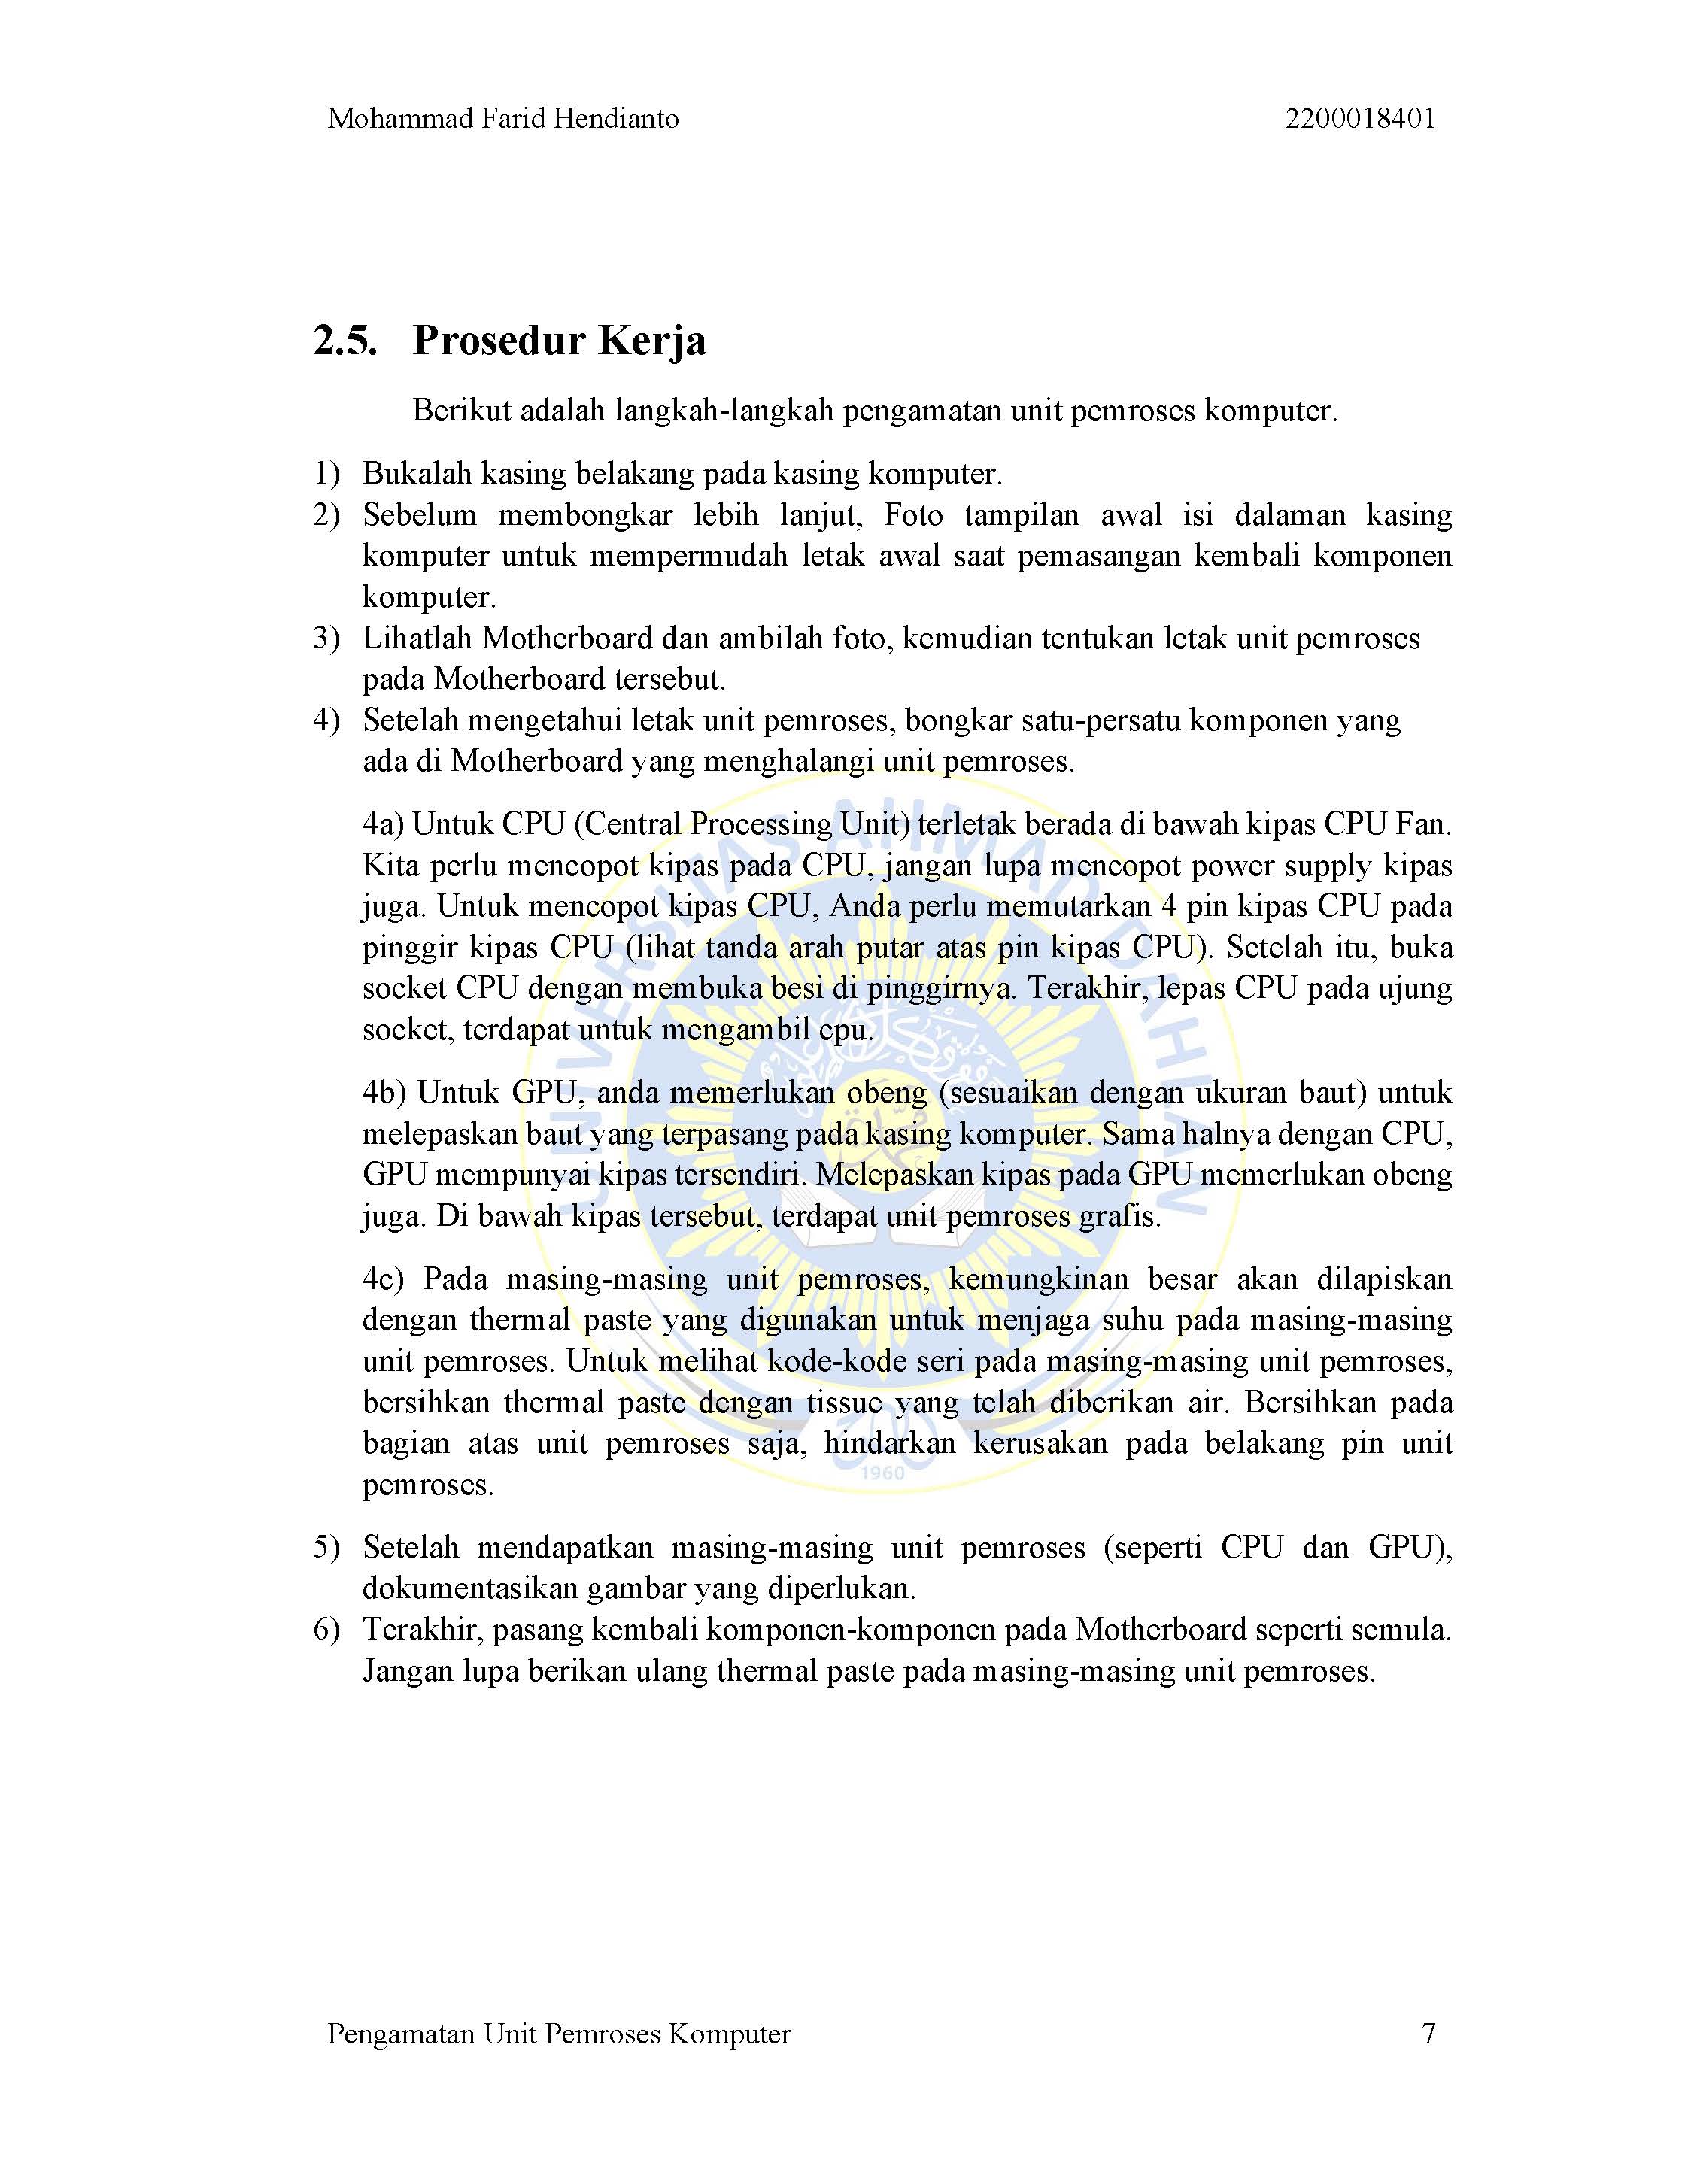 Mohammad Farid Hendianto 2200018401
2.5. Prosedur Kerja
Berikut adalah langkah-langkah pengamatan unit pemroses komputer.
1) Bukalah kasing belakang pada kasing komputer.
2) Sebelum membongkar lebih lanjut, Foto tampilan awal isi dalaman kasing
komputer untuk mempermudah letak awal saat pemasangan kembali komponen
komputer.
3) Lihatlah Motherboard dan ambilah foto, kemudian tentukan letak unit pemroses
pada Motherboard tersebut.
4) Setelah mengetahui letak unit pemroses, bongkar satu-persatu komponen yang
ada di Motherboard yang menghalangi unit pemroses.
4a) Untuk CPU (Central Processing Unit) terletak berada di bawah kipas CPU Fan.
Kita perlu mencopot kipas pada CPU, jangan lupa mencopot power supply kipas
juga. Untuk mencopot kipas CPU, Anda perlu memutarkan 4 pin kipas CPU pada
pinggir kipas CPU (lihat tanda arah putar atas pin kipas CPU). Setelah itu, buka
socket CPU dengan membuka besi di pinggirnya. Terakhir, lepas CPU pada ujung
socket, terdapat untuk mengambil cpu.
4b) Untuk GPU, anda memerlukan obeng (sesuaikan dengan ukuran baut) untuk
melepaskan baut yang terpasang pada kasing komputer. Sama halnya dengan CPU,
GPU mempunyai kipas tersendiri. Melepaskan kipas pada GPU memerlukan obeng
juga. Di bawah kipas tersebut, terdapat unit pemroses grafis.
4c) Pada masing-masing unit pemroses, kemungkinan besar akan dilapiskan
dengan thermal paste yang digunakan untuk menjaga suhu pada masing-masing
unit pemroses. Untuk melihat kode-kode seri pada masing-masing unit pemroses,
bersihkan thermal paste dengan tissue yang telah diberikan air. Bersihkan pada
bagian atas unit pemroses saja, hindarkan kerusakan pada belakang pin unit
pemroses.
5) Setelah mendapatkan masing-masing unit pemroses (seperti CPU dan GPU),
dokumentasikan gambar yang diperlukan.
6) Terakhir, pasang kembali komponen-komponen pada Motherboard seperti semula.
Jangan lupa berikan ulang thermal paste pada masing-masing unit pemroses.
UNIVERSITAS AHMAD DAHLAN
1960
Pengamatan Unit Pemroses Komputer 7